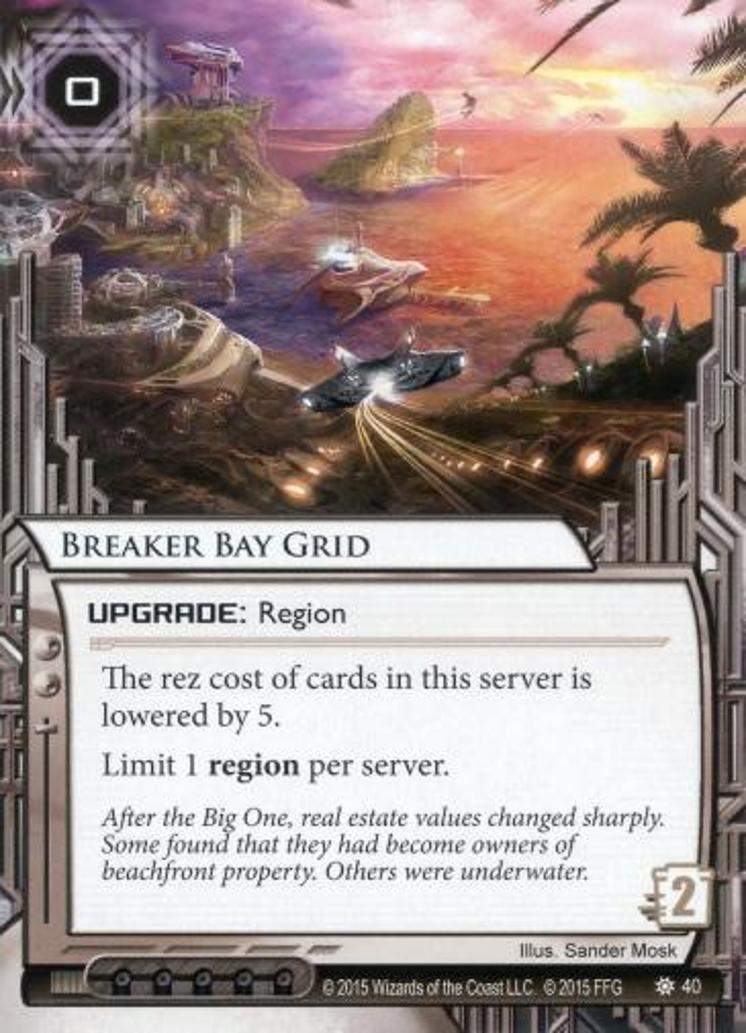 0
BREAKER BAY GRID
UPGRADE: Region
The rez cost of cards in this server is
lowered by 5.
Limit 1 region per server.
After the Big One, real estate values changed sharply.
Some found that they had become owners of
beachfront property. Others were underwater.
2
Illus. Sander Mosk
© 2015 Wizards of the Coast LLC. © 2015 FFG 40